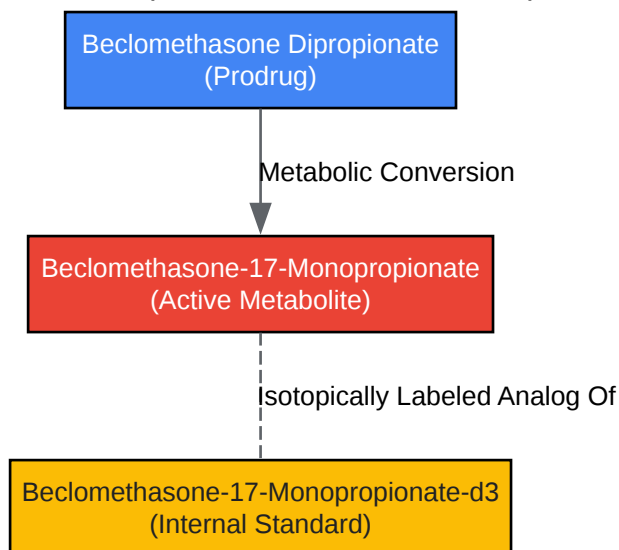 Beclomethasone Dipropionate
(Prodrug)
Metabolic Conversion
Beclomethasone-17-Monopropionate
(Active Metabolite)
Isotopically Labeled Analog Of
Beclomethasone-17-Monopropionate-d3
(Internal Standard)